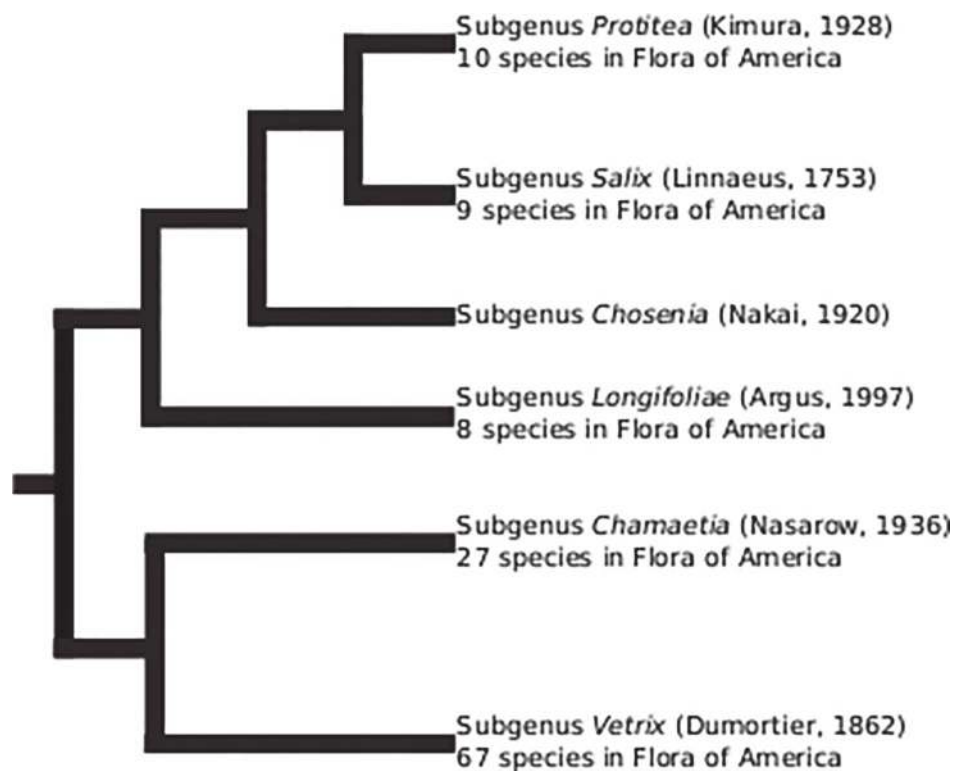 Subgenus Protitea (Kimura, 1928)
10 species in Flora of America
Subgenus Salix (Linnaeus, 1753)
9 species in Flora of America
Subgenus Chosenia (Nakai, 1920)
Subgenus Longifoliae (Argus, 1997)
8 species in Flora of America
Subgenus Chamaetia (Nasarow, 1936)
27 species in Flora of America
Subgenus Vetrix (Dumortier, 1862)
67 species in Flora of America